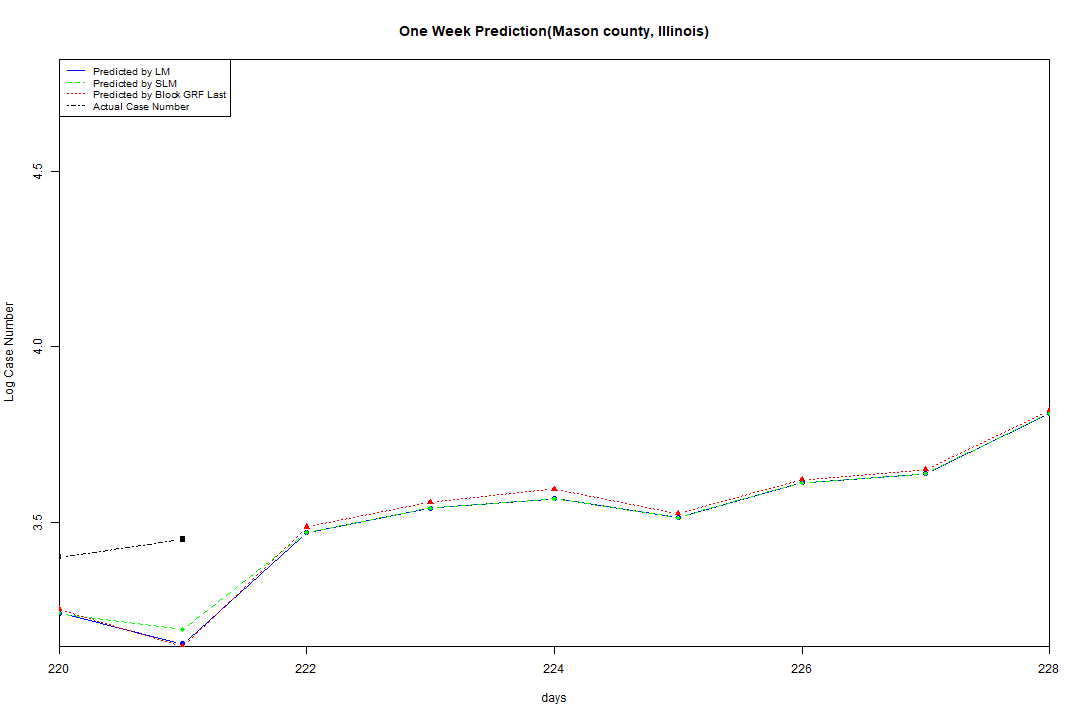 One Week Prediction(Mason county, Illinois)
Predicted by LM
Predicted by SLM
Predicted by Block GRF Last
Actual Case Number
4.5
4.0
3.5
Log Case Number
220
222
224
226
228
days